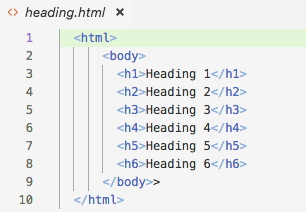 <> heading.html ×
1 <html>
2 <body>
3 <h1>Heading 1</h1>
4 <h2>Heading 2</h2>
5 <h3>Heading 3</h3>
6 <h4>Heading 4</h4>
7 <h5>Heading 5</h5>
8 <h6>Heading 6</h6>
9 </body>>
10 </html>